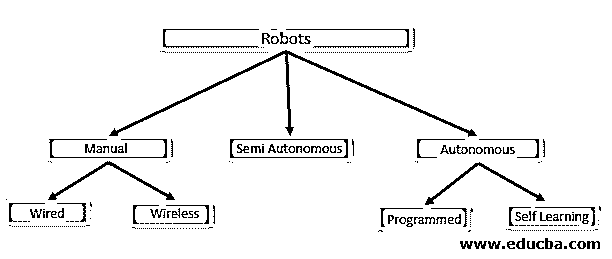 Robots
Manual
Semi Autonomous
Autonomous
Wired
Wireless
Programmed
Self Learning
www.educba.com